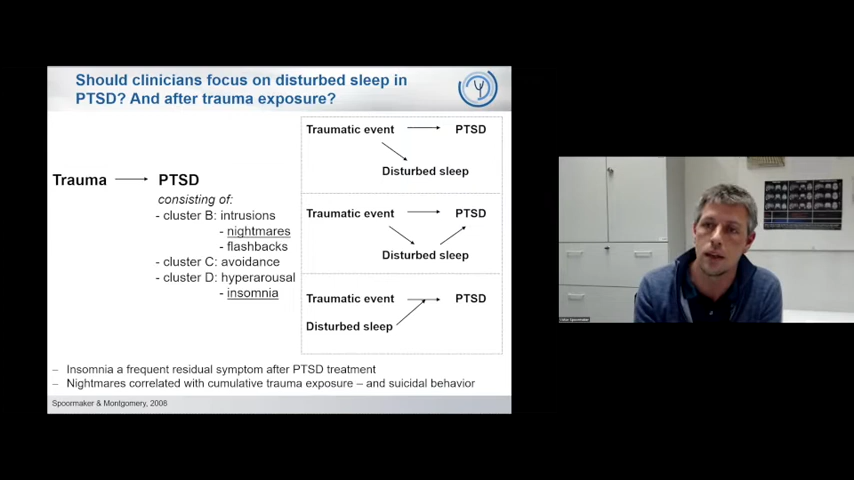 Should clinicians focus on disturbed sleep in
PTSD? And after trauma exposure?
Trauma → PTSD
consisting of:
- cluster B: intrusions
- nightmares
- flashbacks
- cluster C: avoidance
- cluster D: hyperarousal
- insomnia
Traumatic event → PTSD
Disturbed sleep
Traumatic event → PTSD
Disturbed sleep
Traumatic event → PTSD
Disturbed sleep
– Insomnia a frequent residual symptom after PTSD treatment
– Nightmares correlated with cumulative trauma exposure – and suicidal behavior
Spoormaker & Montgomery, 2008